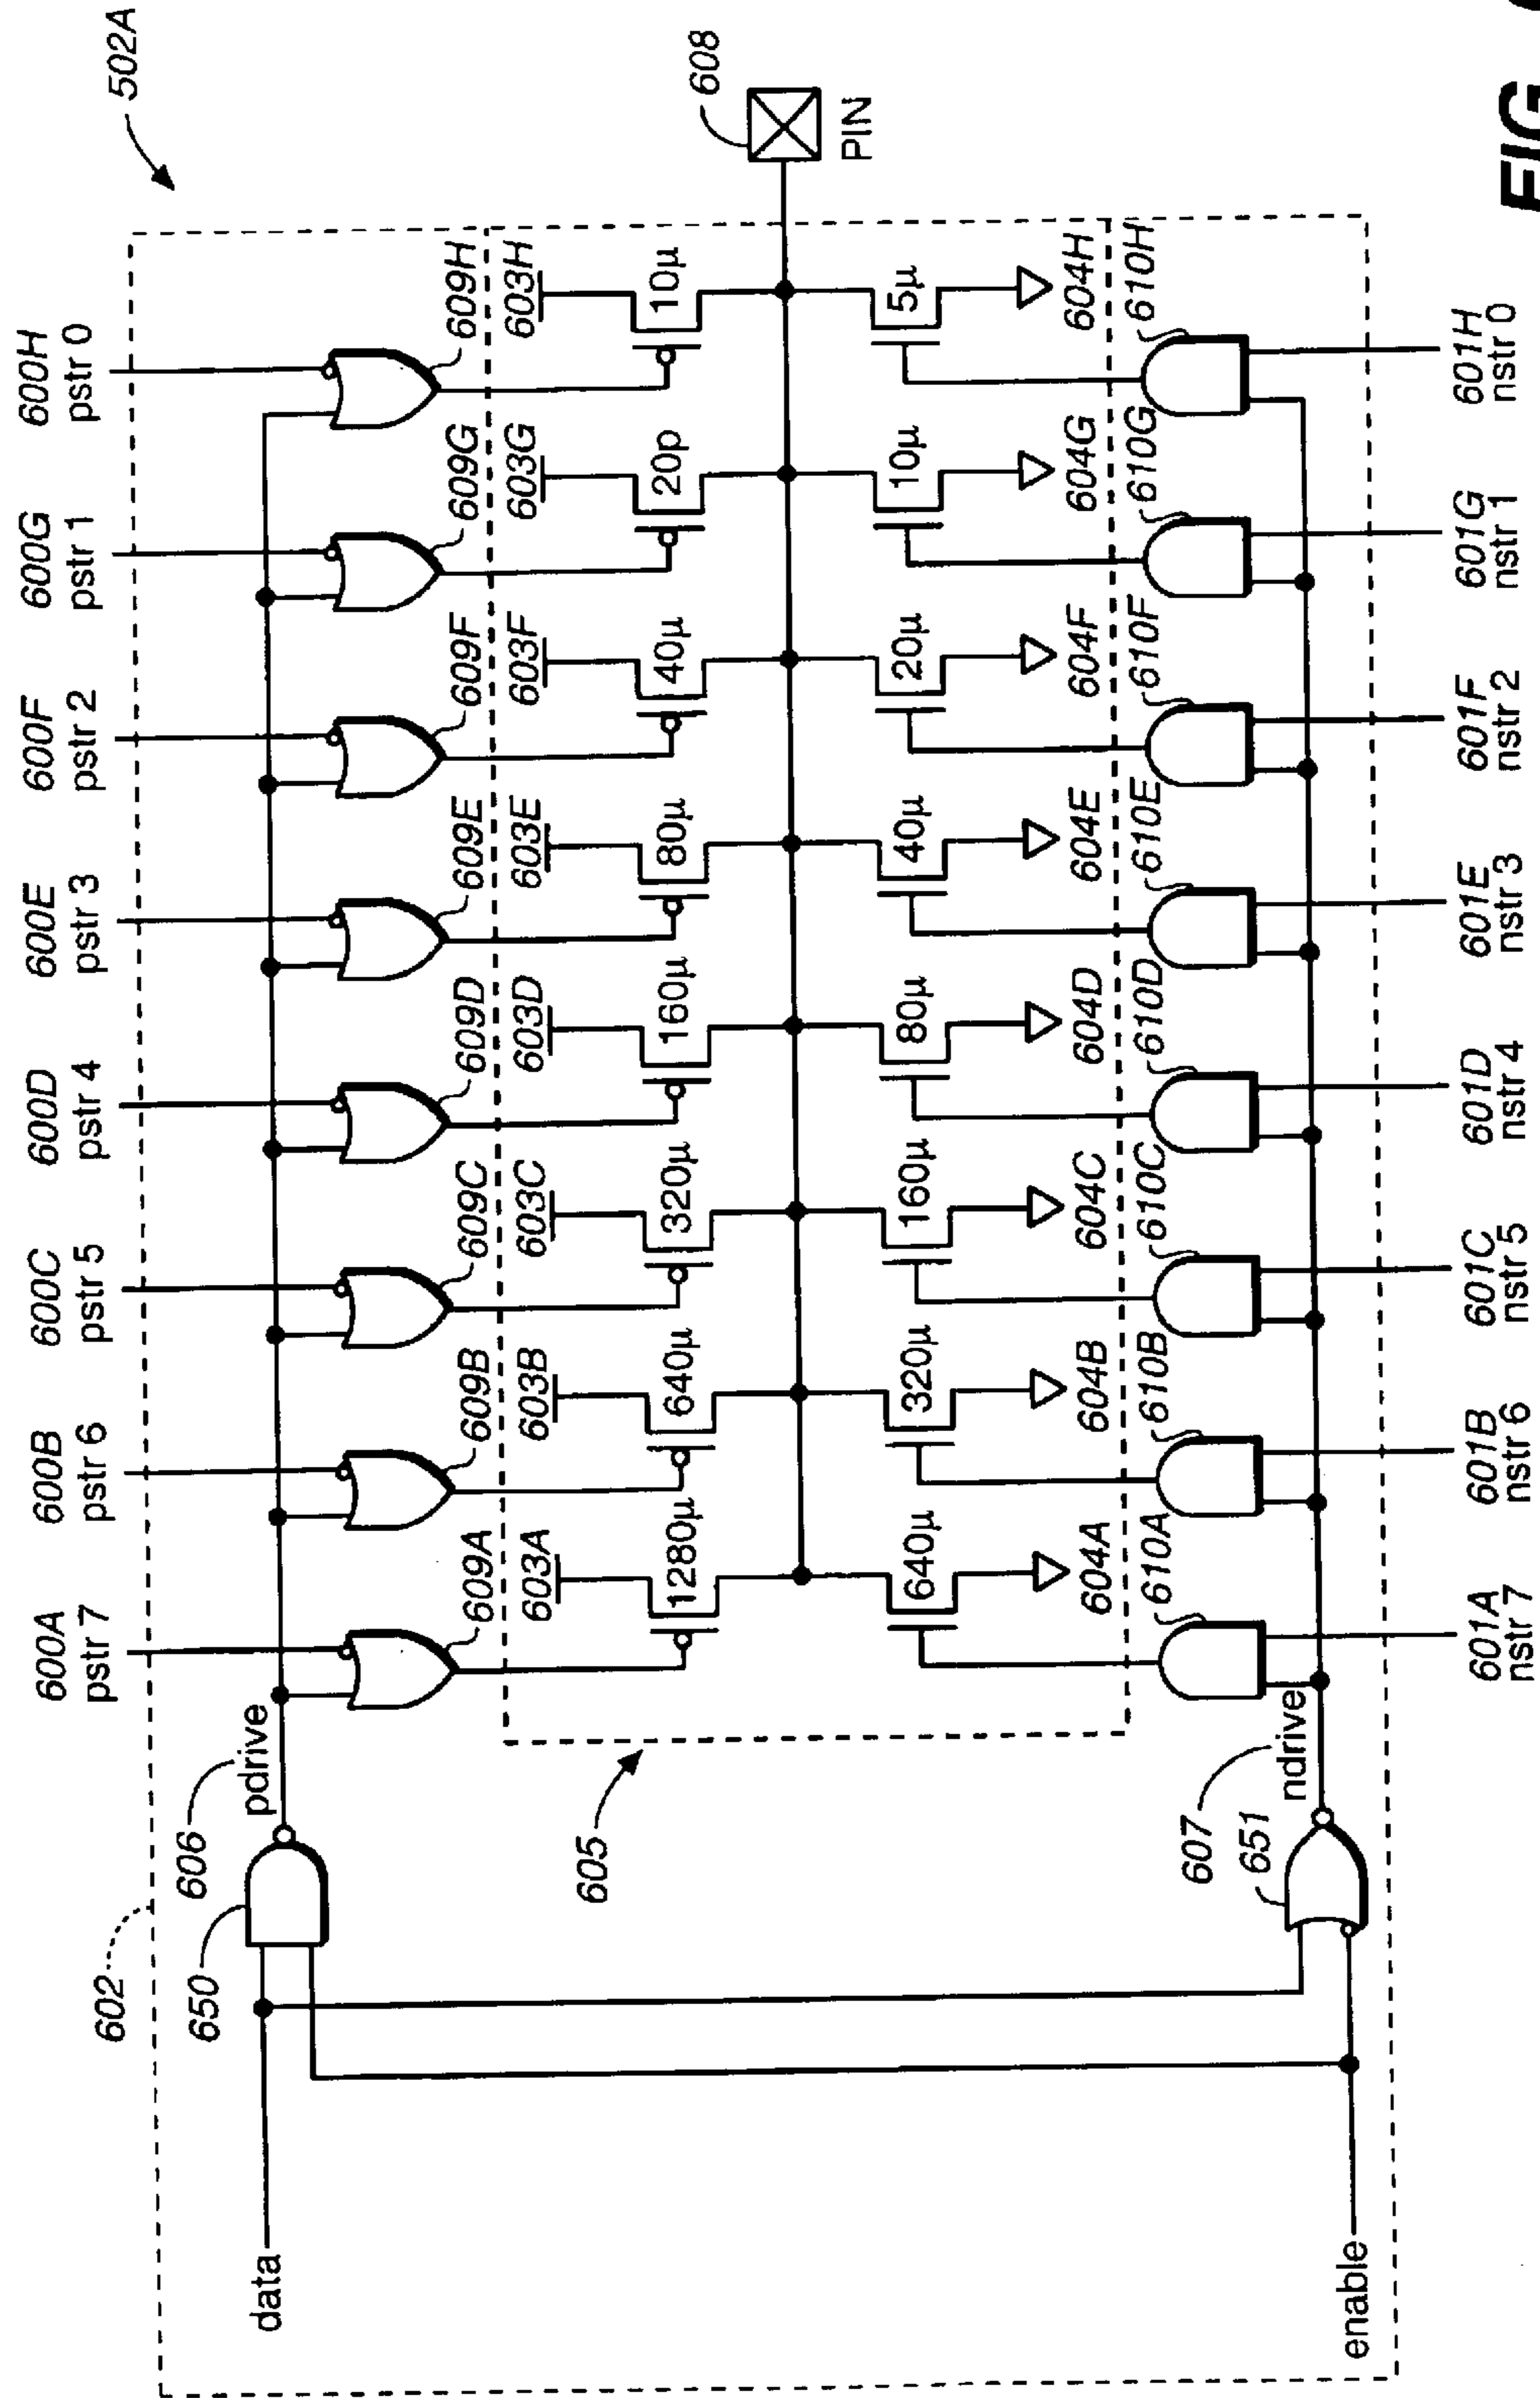 502A
600A
600B
600C
600D
600E
600F
600G
600H
pstr 7
pstr 6
pstr 5
pstr 4
pstr 3
pstr 2
pstr 1
pstr 0
602
606
650
pdrive
data
609A
609B
609C
609D
609E
609F
609G
609H
603A
603B
603C
603D
603E
603F
603G
603H
1280μ
640μ
320μ
160μ
80μ
40μ
20p
10μ
605
608
PIN
640μ
320μ
160μ
80μ
40μ
20μ
10μ
5μ
604A
604B
604C
604D
604E
604F
604G
604H
610A
610B
610C
610D
610E
610F
610G
610H
607
651
ndrive
enable
601A
601B
601C
601D
601E
601F
601G
601H
nstr 7
nstr 6
nstr 5
nstr 4
nstr 3
nstr 2
nstr 1
nstr 0
FIG.